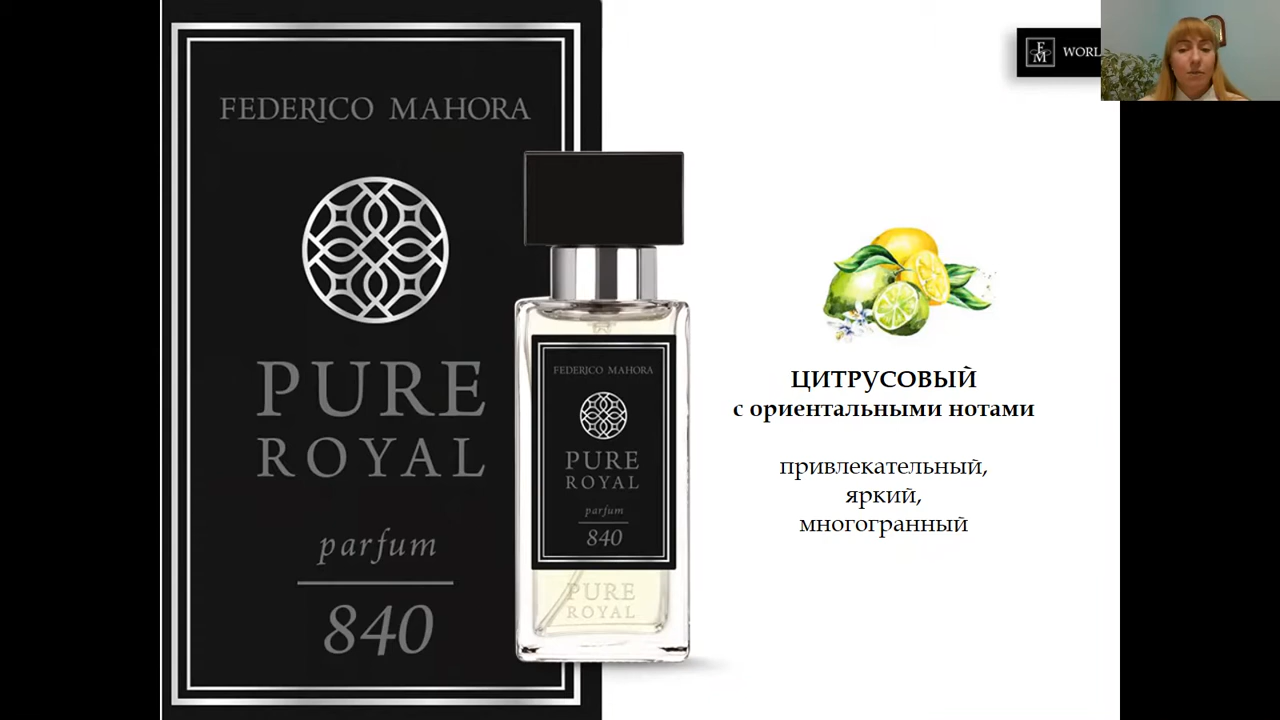 FEDERICO MAHORA
PURE
ROYAL
parfum
840
FEDERICO MAHORA
PURE
ROYAL
parfum
840
PURE
ROYAL
FM
ЦИТРУСОВЫЙ
с ориентальными нотами
привлекательный,
яркий,
многогранный